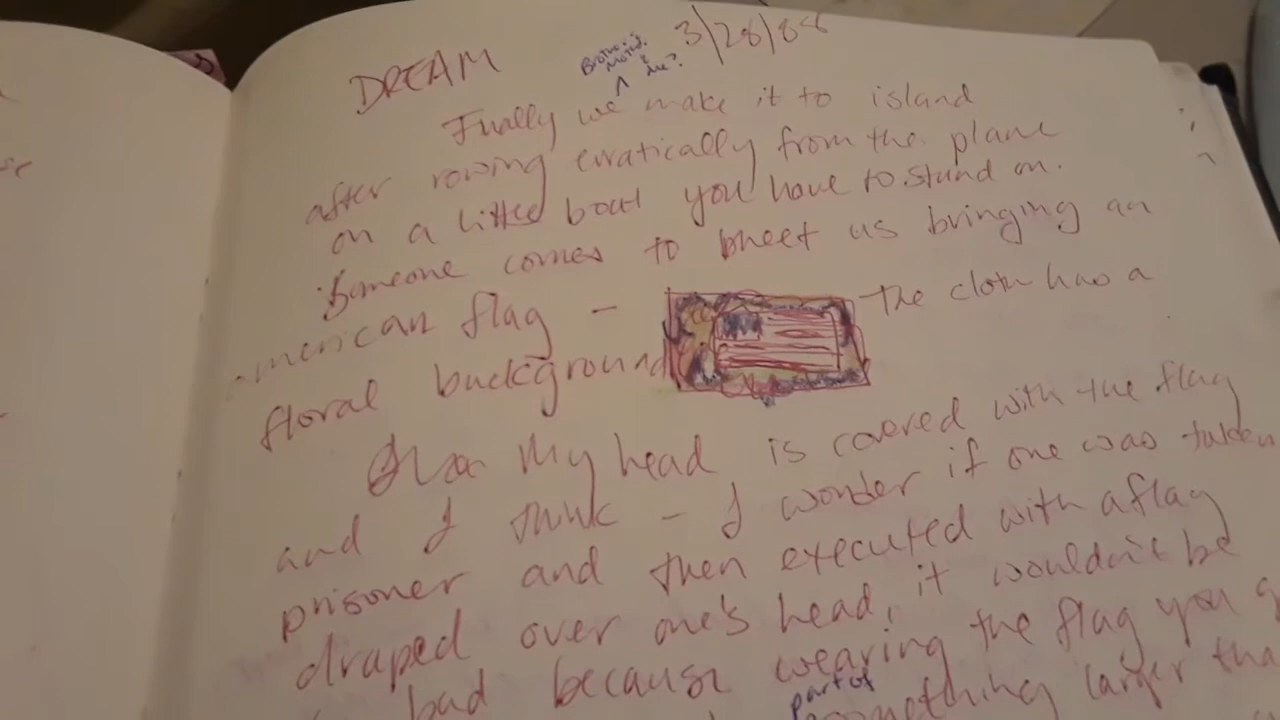 DREAM 3/28/88
Brother, Mother & me?
Finally we make it to island
after rowing erratically from the plane
on a little boat you have to stand on.
Someone comes to meet us bringing an
american flag – The cloth has a
floral background
My head is covered with the flag
and I think – I wonder if one was taken
prisoner and then executed with a flag
draped over one's head, it wouldn't be
bad because wearing the flag you
part of
something larger than